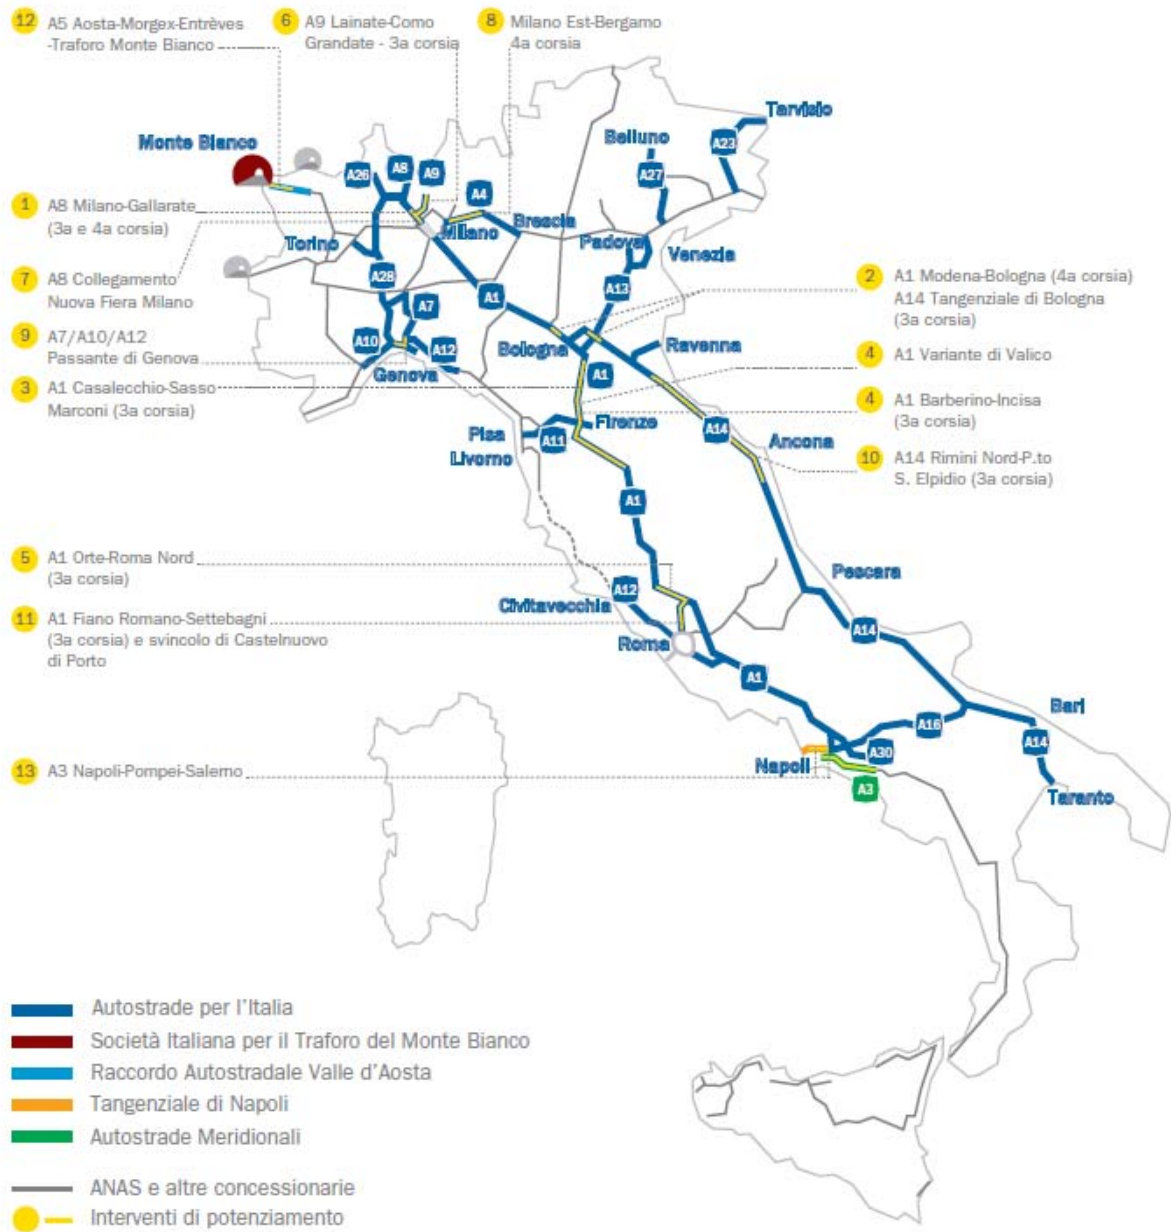 12 A5 Aosta-Morgex-Entrèves
-Traforo Monte Bianco
6 A9 Lainate-Como
Grandate - 3a corsia
8 Milano Est-Bergamo
4a corsia
Tarvisio
Belluno
A23
Monte Bianco
A27
A26
A8
A9
A4
1 A8 Milano-Gallarate
(3a e 4a corsia)
Brescia
Milano
Torino
Padova
Venezia
7 A8 Collegamento
Nuova Fiera Milano
A28
A1
A13
2 A1 Modena-Bologna (4a corsia)
A14 Tangenziale di Bologna
(3a corsia)
A7
9 A7/A10/A12
Passante di Genova
A10
A12
Bologna
Ravenna
4 A1 Variante di Valico
Genova
3 A1 Casalecchio-Sasso
Marconi (3a corsia)
A1
4 A1 Barberino-Incisa
(3a corsia)
Firenze
A14
Pisa
A11
Ancona
Livorno
10 A14 Rimini Nord-P.to
S. Elpidio (3a corsia)
A1
5 A1 Orte-Roma Nord
(3a corsia)
Pescara
A12
Civitavecchia
11 A1 Fiano Romano-Settebagni
(3a corsia) e svincolo di Castelnuovo
di Porto
A14
Roma
A1
Bari
A16
A14
A30
13 A3 Napoli-Pompei-Salerno
Napoli
A3
Taranto
Autostrade per l'Italia
Società Italiana per il Traforo del Monte Bianco
Raccordo Autostradale Valle d'Aosta
Tangenziale di Napoli
Autostrade Meridionali
ANAS e altre concessionarie
Interventi di potenziamento